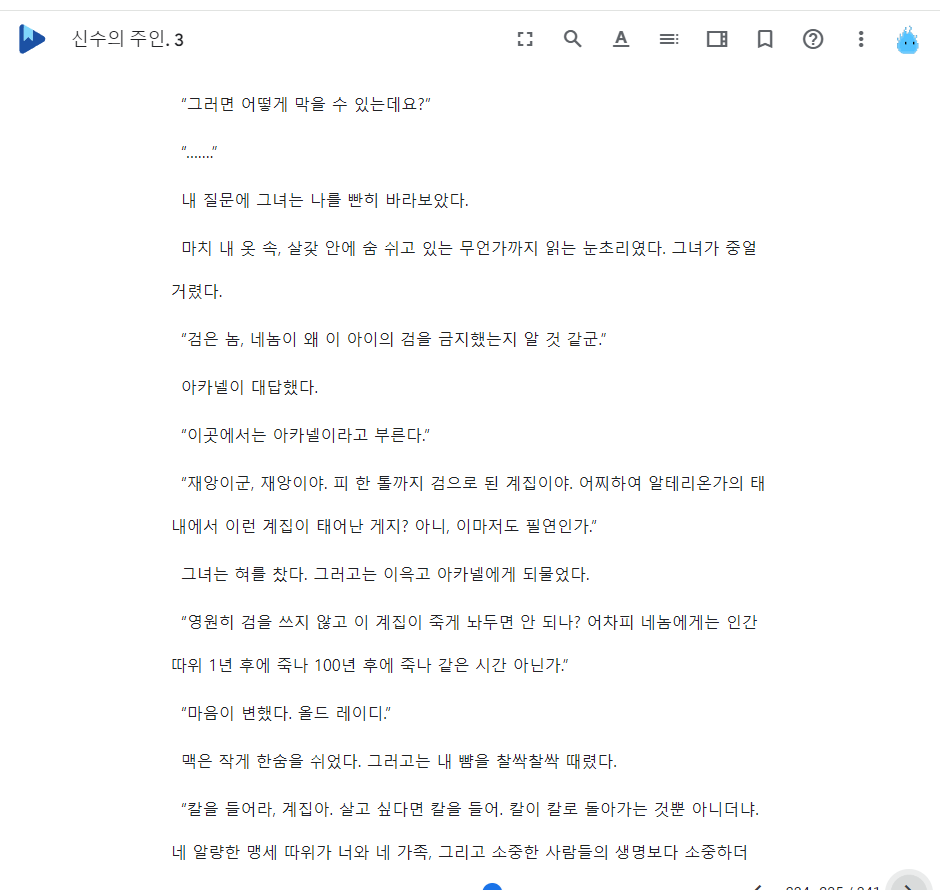 신수의 주인. 3
“그러면 어떻게 막을 수 있는데요?”
“.......”
내 질문에 그녀는 나를 빤히 바라보았다.
마치 내 옷 속, 살갗 안에 숨 쉬고 있는 무언가까지 읽는 눈초리였다. 그녀가 중얼
거렸다.
“검은 놈, 네놈이 왜 이 아이의 검을 금지했는지 알 것 같군.”
아카넬이 대답했다.
“이곳에서는 아카넬이라고 부른다.”
“재앙이군, 재앙이야. 피 한 톨까지 검으로 된 계집이야. 어찌하여 알테리온가의 태
내에서 이런 계집이 태어난 게지? 아니, 이마저도 필연인가.”
그녀는 혀를 찼다. 그러고는 이윽고 아카넬에게 되물었다.
“영원히 검을 쓰지 않고 이 계집이 죽게 놔두면 안 되나? 어차피 네놈에게는 인간
따위 1년 후에 죽나 100년 후에 죽나 같은 시간 아닌가.”
“마음이 변했다. 올드 레이디.”
맥은 작게 한숨을 쉬었다. 그러고는 내 뺨을 찰싹찰싹 때렸다.
“칼을 들어라, 계집아. 살고 싶다면 칼을 들어. 칼이 칼로 돌아가는 것뿐 아니더냐.
네 알량한 맹세 따위가 너와 네 가족, 그리고 소중한 사람들의 생명보다 소중하더